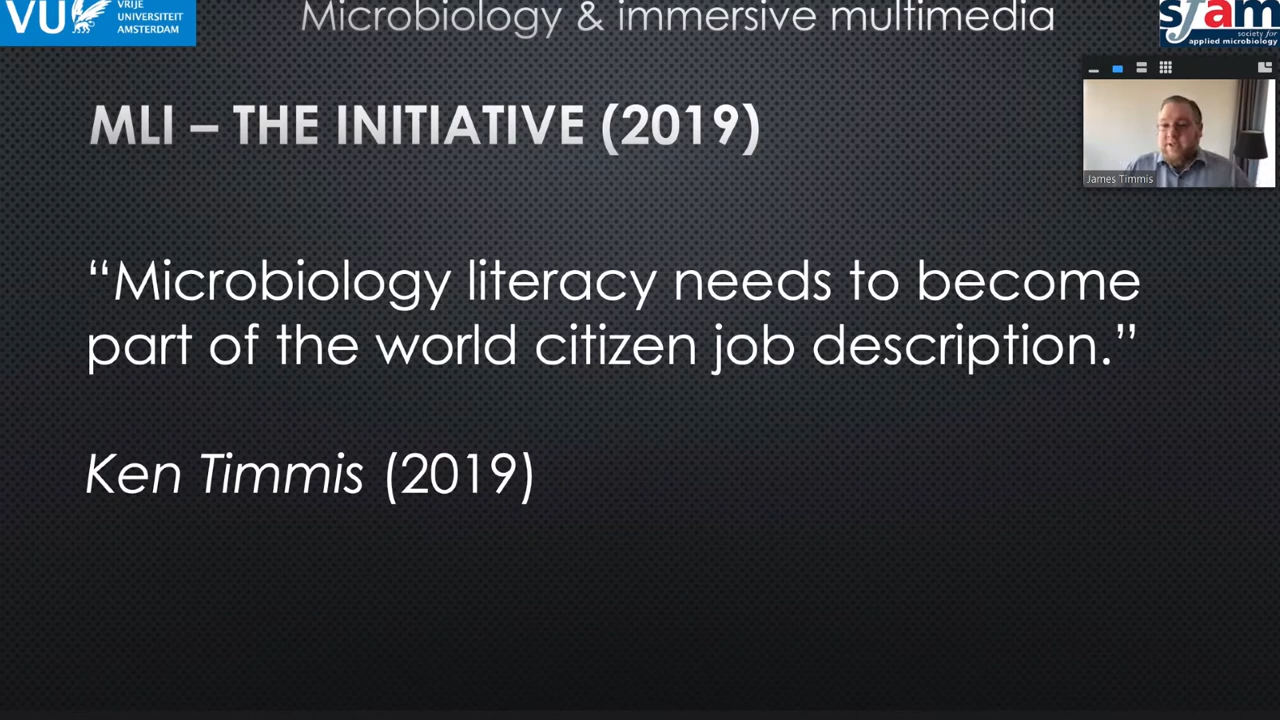 VU
VRIJE
UNIVERSITEIT
AMSTERDAM
Microbiology & immersive multimedia
sfam
society for
applied microbiology
MLI – THE INITIATIVE (2019)
James Timmis
“Microbiology literacy needs to become
part of the world citizen job description.”
Ken Timmis (2019)